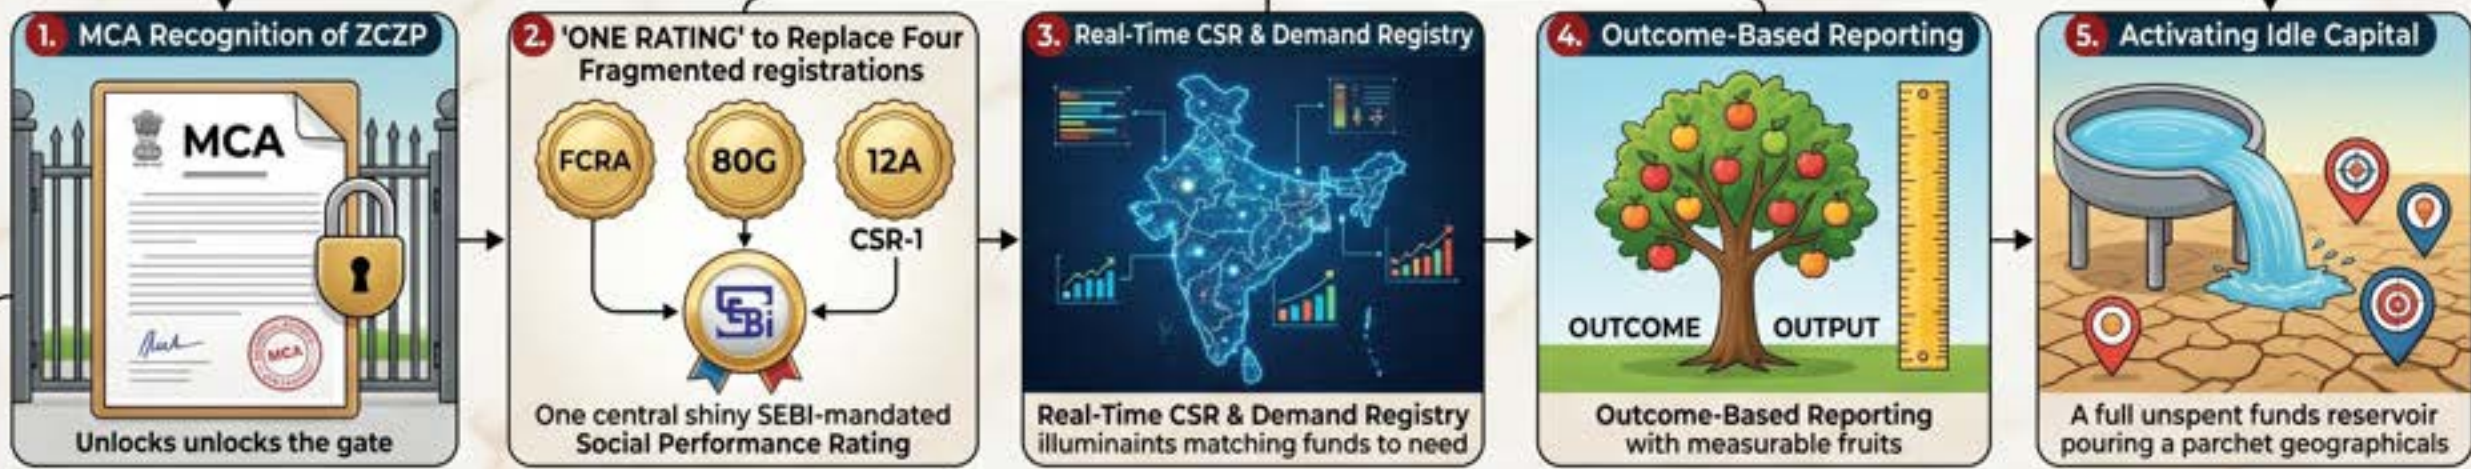 1. MCA Recognition of ZCZP
MCA
MCA
Unlocks unlocks the gate
2. 'ONE RATING' to Replace Four
Fragmented registrations
FCRA
80G
12A
CSR-1
SEBi
One central shiny SEBI-mandated
Social Performance Rating
3. Real-Time CSR & Demand Registry
Real-Time CSR & Demand Registry
illuminaints matching funds to need
4. Outcome-Based Reporting
OUTCOME
OUTPUT
Outcome-Based Reporting
with measurable fruits
5. Activating Idle Capital
A full unspent funds reservoir
pouring a parchet geographicals